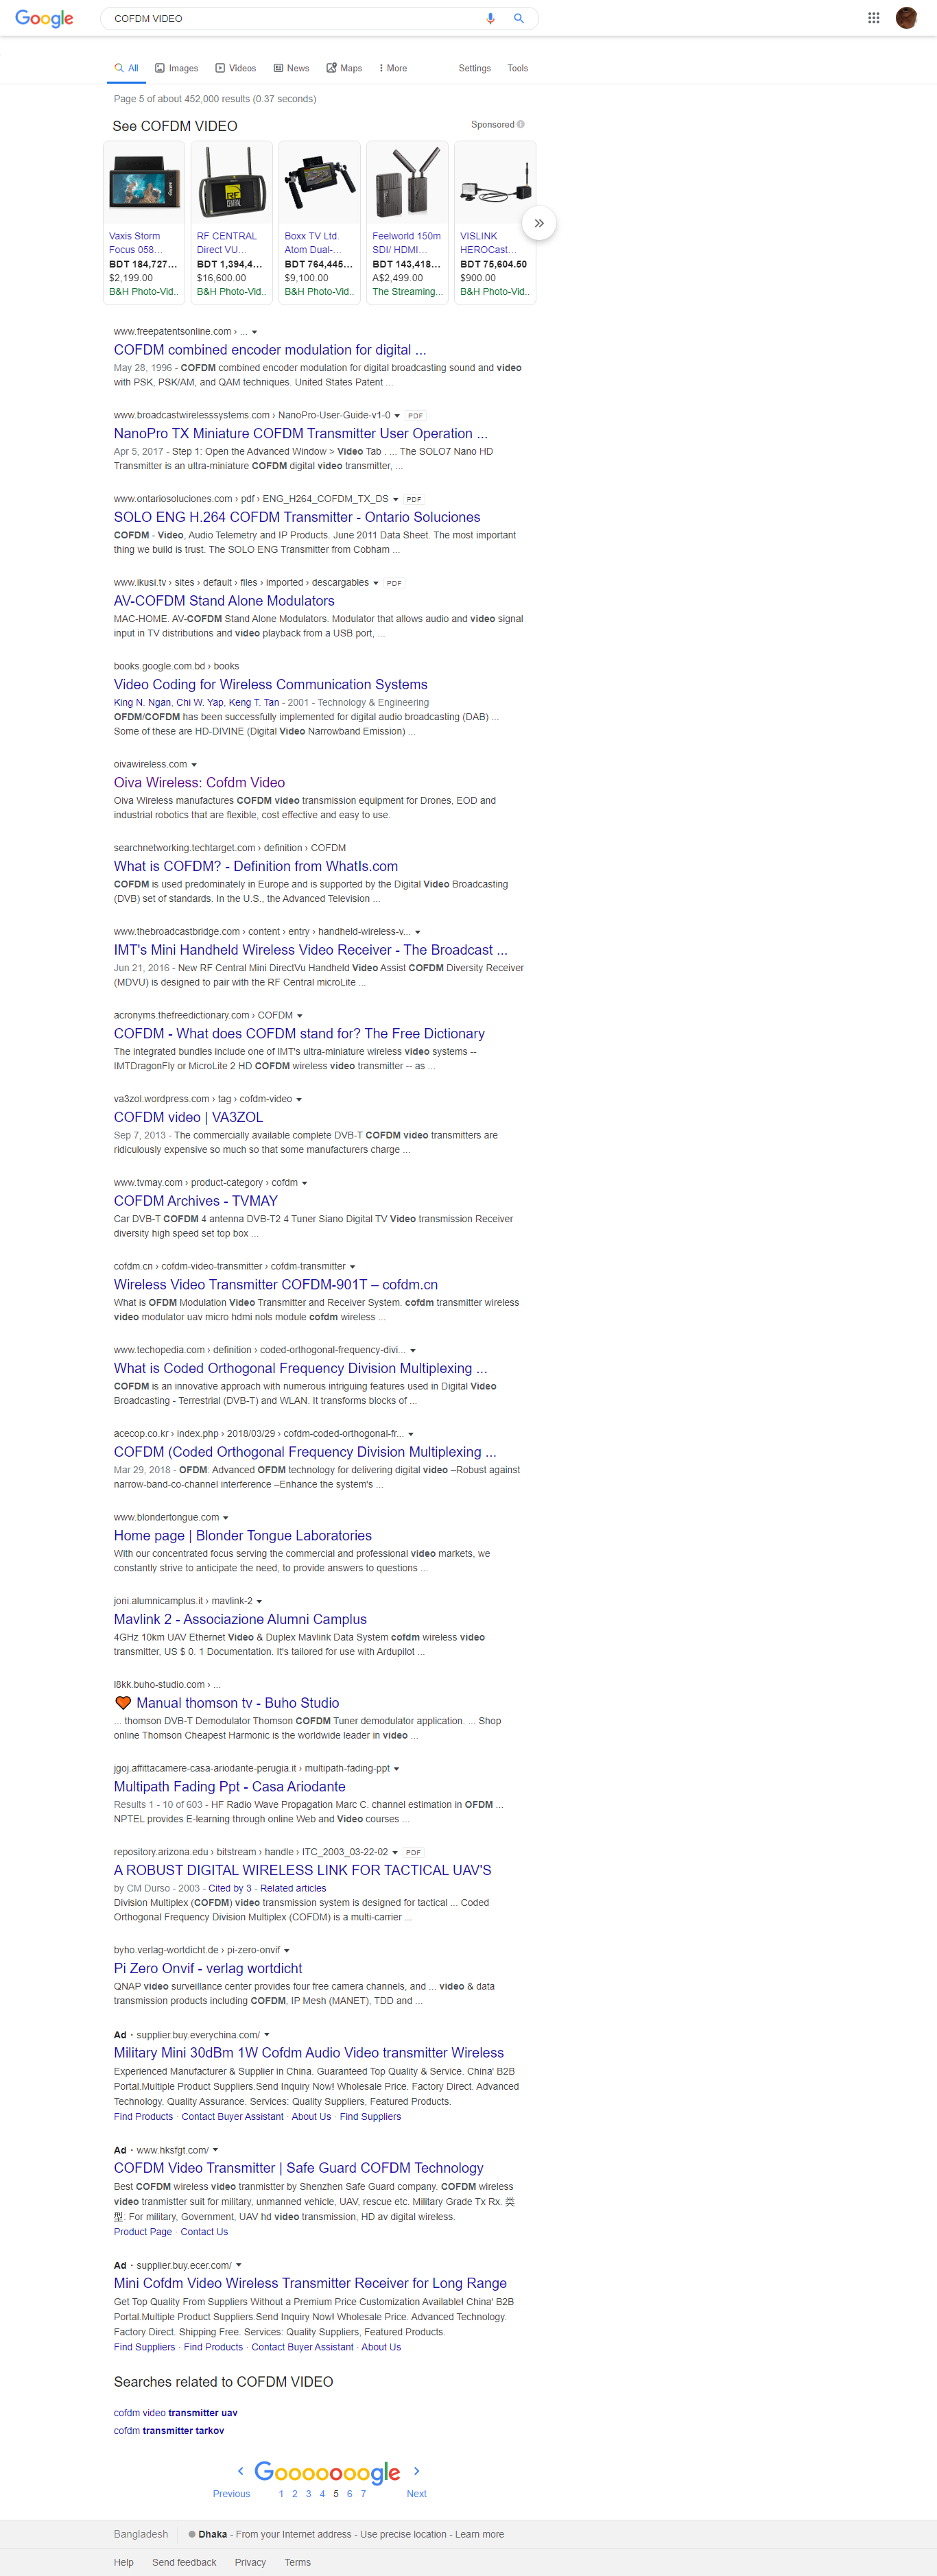 Google
COFDM VIDEO
All Images Videos News Maps More Settings Tools
Page 5 of about 452,000 results (0.37 seconds)
See COFDM VIDEO
Sponsored
Vaxis Storm
Focus 058...
BDT 184,727...
$2,199.00
B&H Photo-Vid..
RF CENTRAL
Direct VU...
BDT 1,394,4...
$16,600.00
B&H Photo-Vid..
Boxx TV Ltd.
Atom Dual-...
BDT 764,445...
$9,100.00
B&H Photo-Vid..
Feelworld 150m
SDI/ HDMI...
BDT 143,418...
A$2,499.00
The Streaming...
VISLINK
HEROCast...
BDT 75,604.50
$900.00
B&H Photo-Vid..
www.freepatentsonline.com › ...
COFDM combined encoder modulation for digital ...
May 28, 1996 - COFDM combined encoder modulation for digital broadcasting sound and video
with PSK, PSK/AM, and QAM techniques. United States Patent ...
www.broadcastwirelesssystems.com › NanoPro-User-Guide-v1-0 PDF
NanoPro TX Miniature COFDM Transmitter User Operation ...
Apr 5, 2017 - Step 1: Open the Advanced Window > Video Tab . ... The SOLO7 Nano HD
Transmitter is an ultra-miniature COFDM digital video transmitter, ...
www.ontariosoluciones.com › pdf › ENG_H264_COFDM_TX_DS PDF
SOLO ENG H.264 COFDM Transmitter - Ontario Soluciones
COFDM - Video, Audio Telemetry and IP Products. June 2011 Data Sheet. The most important
thing we build is trust. The SOLO ENG Transmitter from Cobham ...
www.ikusi.tv › sites › default › files › imported › descargables PDF
AV-COFDM Stand Alone Modulators
MAC-HOME. AV-COFDM Stand Alone Modulators. Modulator that allows audio and video signal
input in TV distributions and video playback from a USB port, ...
books.google.com.bd › books
Video Coding for Wireless Communication Systems
King N. Ngan, Chi W. Yap, Keng T. Tan - 2001 - Technology & Engineering
OFDM/COFDM has been successfully implemented for digital audio broadcasting (DAB) ...
Some of these are HD-DIVINE (Digital Video Narrowband Emission) ...
oivawireless.com
Oiva Wireless: Cofdm Video
Oiva Wireless manufactures COFDM video transmission equipment for Drones, EOD and
industrial robotics that are flexible, cost effective and easy to use.
searchnetworking.techtarget.com › definition › COFDM
What is COFDM? - Definition from WhatIs.com
COFDM is used predominately in Europe and is supported by the Digital Video Broadcasting
(DVB) set of standards. In the U.S., the Advanced Television ...
www.thebroadcastbridge.com › content › entry › handheld-wireless-v...
IMT's Mini Handheld Wireless Video Receiver - The Broadcast ...
Jun 21, 2016 - New RF Central Mini DirectVu Handheld Video Assist COFDM Diversity Receiver
(MDVU) is designed to pair with the RF Central microLite ...
acronyms.thefreedictionary.com › COFDM
COFDM - What does COFDM stand for? The Free Dictionary
The integrated bundles include one of IMT's ultra-miniature wireless video systems --
IMTDragonFly or MicroLite 2 HD COFDM wireless video transmitter -- as ...
va3zol.wordpress.com › tag › cofdm-video
COFDM video | VA3ZOL
Sep 7, 2013 - The commercially available complete DVB-T COFDM video transmitters are
ridiculously expensive so much so that some manufacturers charge ...
www.tvmay.com › product-category › cofdm
COFDM Archives - TVMAY
Car DVB-T COFDM 4 antenna DVB-T2 4 Tuner Siano Digital TV Video transmission Receiver
diversity high speed set top box ...
cofdm.cn › cofdm-video-transmitter › cofdm-transmitter
Wireless Video Transmitter COFDM-901T – cofdm.cn
What is OFDM Modulation Video Transmitter and Receiver System. cofdm transmitter wireless
video modulator uav micro hdmi nols module cofdm wireless ...
www.techopedia.com › definition › coded-orthogonal-frequency-divi...
What is Coded Orthogonal Frequency Division Multiplexing ...
COFDM is an innovative approach with numerous intriguing features used in Digital Video
Broadcasting - Terrestrial (DVB-T) and WLAN. It transforms blocks of ...
acecop.co.kr › index.php › 2018/03/29 › cofdm-coded-orthogonal-fr...
COFDM (Coded Orthogonal Frequency Division Multiplexing ...
Mar 29, 2018 - OFDM: Advanced OFDM technology for delivering digital video –Robust against
narrow-band-co-channel interference –Enhance the system's ...
www.blondertongue.com
Home page | Blonder Tongue Laboratories
With our concentrated focus serving the commercial and professional video markets, we
constantly strive to anticipate the need, to provide answers to questions ...
joni.alumnicamplus.it › mavlink-2
Mavlink 2 - Associazione Alumni Camplus
4GHz 10km UAV Ethernet Video & Duplex Mavlink Data System cofdm wireless video
transmitter, US $ 0. 1 Documentation. It's tailored for use with Ardupilot ...
l8kk.buho-studio.com › ...
Manual thomson tv - Buho Studio
... thomson DVB-T Demodulator Thomson COFDM Tuner demodulator application. ... Shop
online Thomson Cheapest Harmonic is the worldwide leader in video ...
jgoj.affittacamere-casa-ariodante-perugia.it › multipath-fading-ppt
Multipath Fading Ppt - Casa Ariodante
Results 1 - 10 of 603 - HF Radio Wave Propagation Marc C. channel estimation in OFDM ...
NPTEL provides E-learning through online Web and Video courses ...
repository.arizona.edu › bitstream › handle › ITC_2003_03-22-02 PDF
A ROBUST DIGITAL WIRELESS LINK FOR TACTICAL UAV'S
by CM Durso - 2003 - Cited by 3 - Related articles
Division Multiplex (COFDM) video transmission system is designed for tactical ... Coded
Orthogonal Frequency Division Multiplex (COFDM) is a multi-carrier ...
byho.verlag-wortdicht.de › pi-zero-onvif
Pi Zero Onvif - verlag wortdicht
QNAP video surveillance center provides four free camera channels, and ... video & data
transmission products including COFDM, IP Mesh (MANET), TDD and ...
Ad · supplier.buy.everychina.com/
Military Mini 30dBm 1W Cofdm Audio Video transmitter Wireless
Experienced Manufacturer & Supplier in China. Guaranteed Top Quality & Service. China' B2B
Portal.Multiple Product Suppliers.Send Inquiry Now! Wholesale Price. Factory Direct. Advanced
Technology. Quality Assurance. Services: Quality Suppliers, Featured Products.
Find Products · Contact Buyer Assistant · About Us · Find Suppliers
Ad · www.hksfgt.com/
COFDM Video Transmitter | Safe Guard COFDM Technology
Best COFDM wireless video tranmistter by Shenzhen Safe Guard company. COFDM wireless
video tranmistter suit for military, unmanned vehicle, UAV, rescue etc. Military Grade Tx Rx. 类
型: For military, Government, UAV hd video transmission, HD av digital wireless.
Product Page · Contact Us
Ad · supplier.buy.ecer.com/
Mini Cofdm Video Wireless Transmitter Receiver for Long Range
Get Top Quality From Suppliers Without a Premium Price Customization Available! China' B2B
Portal.Multiple Product Suppliers.Send Inquiry Now! Wholesale Price. Advanced Technology.
Factory Direct. Shipping Free. Services: Quality Suppliers, Featured Products.
Find Suppliers · Find Products · Contact Buyer Assistant · About Us
Searches related to COFDM VIDEO
cofdm video transmitter uav
cofdm transmitter tarkov
Gooooooogle
Previous 1 2 3 4 5 6 7 Next
Bangladesh Dhaka - From your Internet address - Use precise location - Learn more
Help Send feedback Privacy Terms